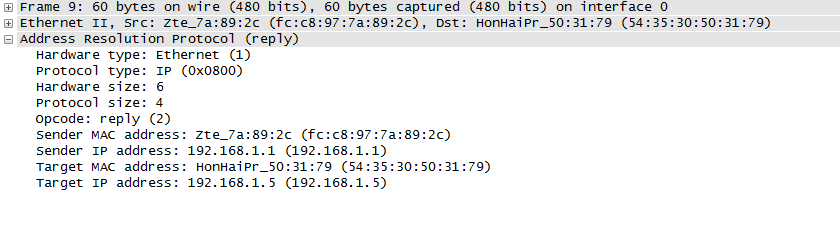 Frame 9: 60 bytes on wire (480 bits), 60 bytes captured (480 bits) on interface 0
Ethernet II, Src: Zte_7a:89:2c (fc:c8:97:7a:89:2c), Dst: HonHaiPr_50:31:79 (54:35:30:50:31:79)
Address Resolution Protocol (reply)
Hardware type: Ethernet (1)
Protocol type: IP (0x0800)
Hardware size: 6
Protocol size: 4
Opcode: reply (2)
Sender MAC address: Zte_7a:89:2c (fc:c8:97:7a:89:2c)
Sender IP address: 192.168.1.1 (192.168.1.1)
Target MAC address: HonHaiPr_50:31:79 (54:35:30:50:31:79)
Target IP address: 192.168.1.5 (192.168.1.5)